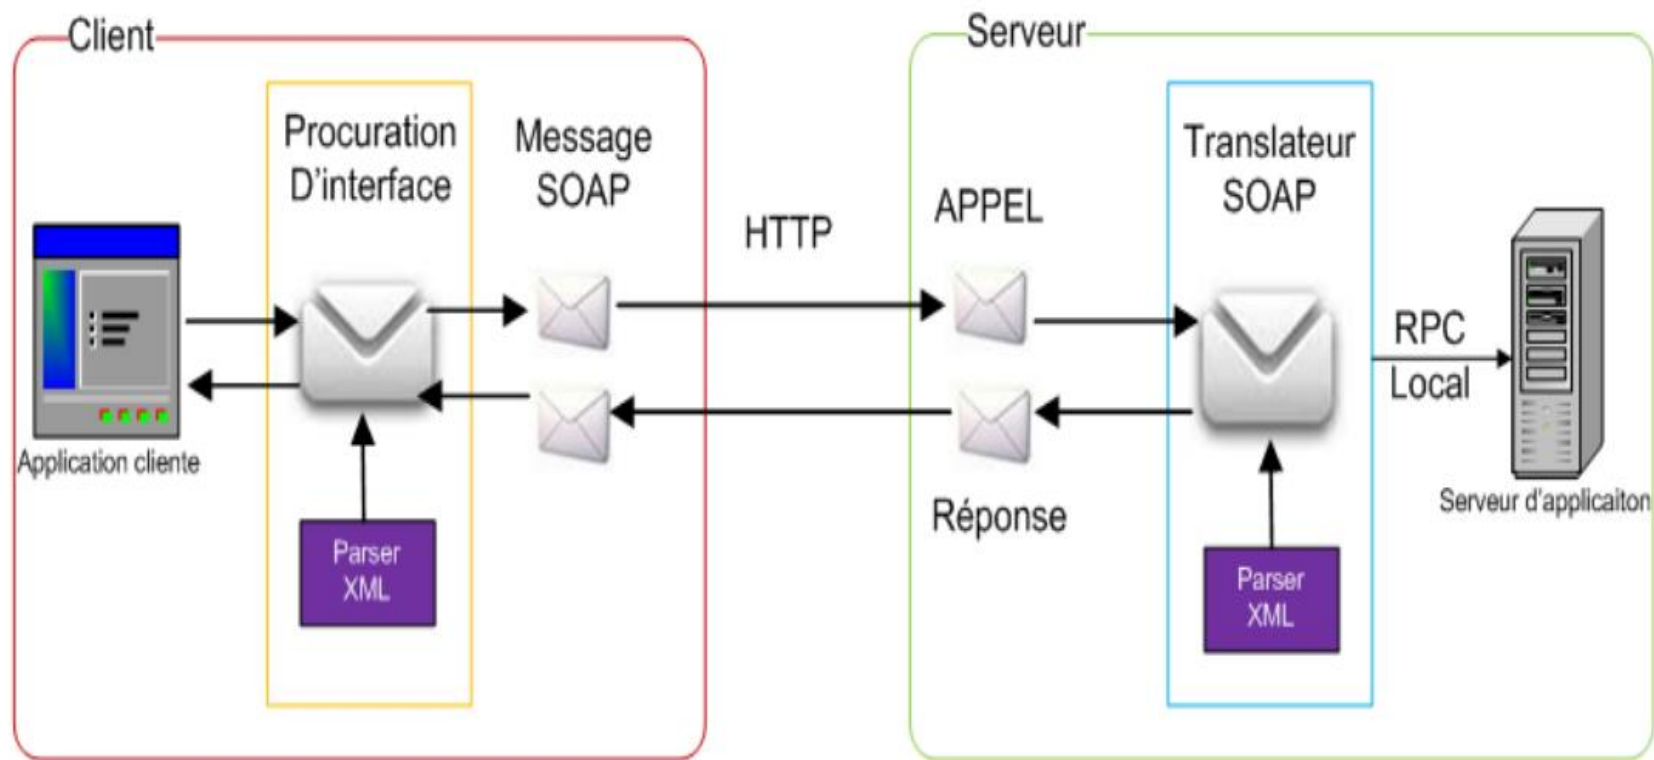 Client
Serveur
Procuration
D'interface
Message
SOAP
HTTP
APPEL
Translateur
SOAP
RPC
Local
Application cliente
Réponse
Serveur d'applicaiton
Parser
XML
Parser
XML